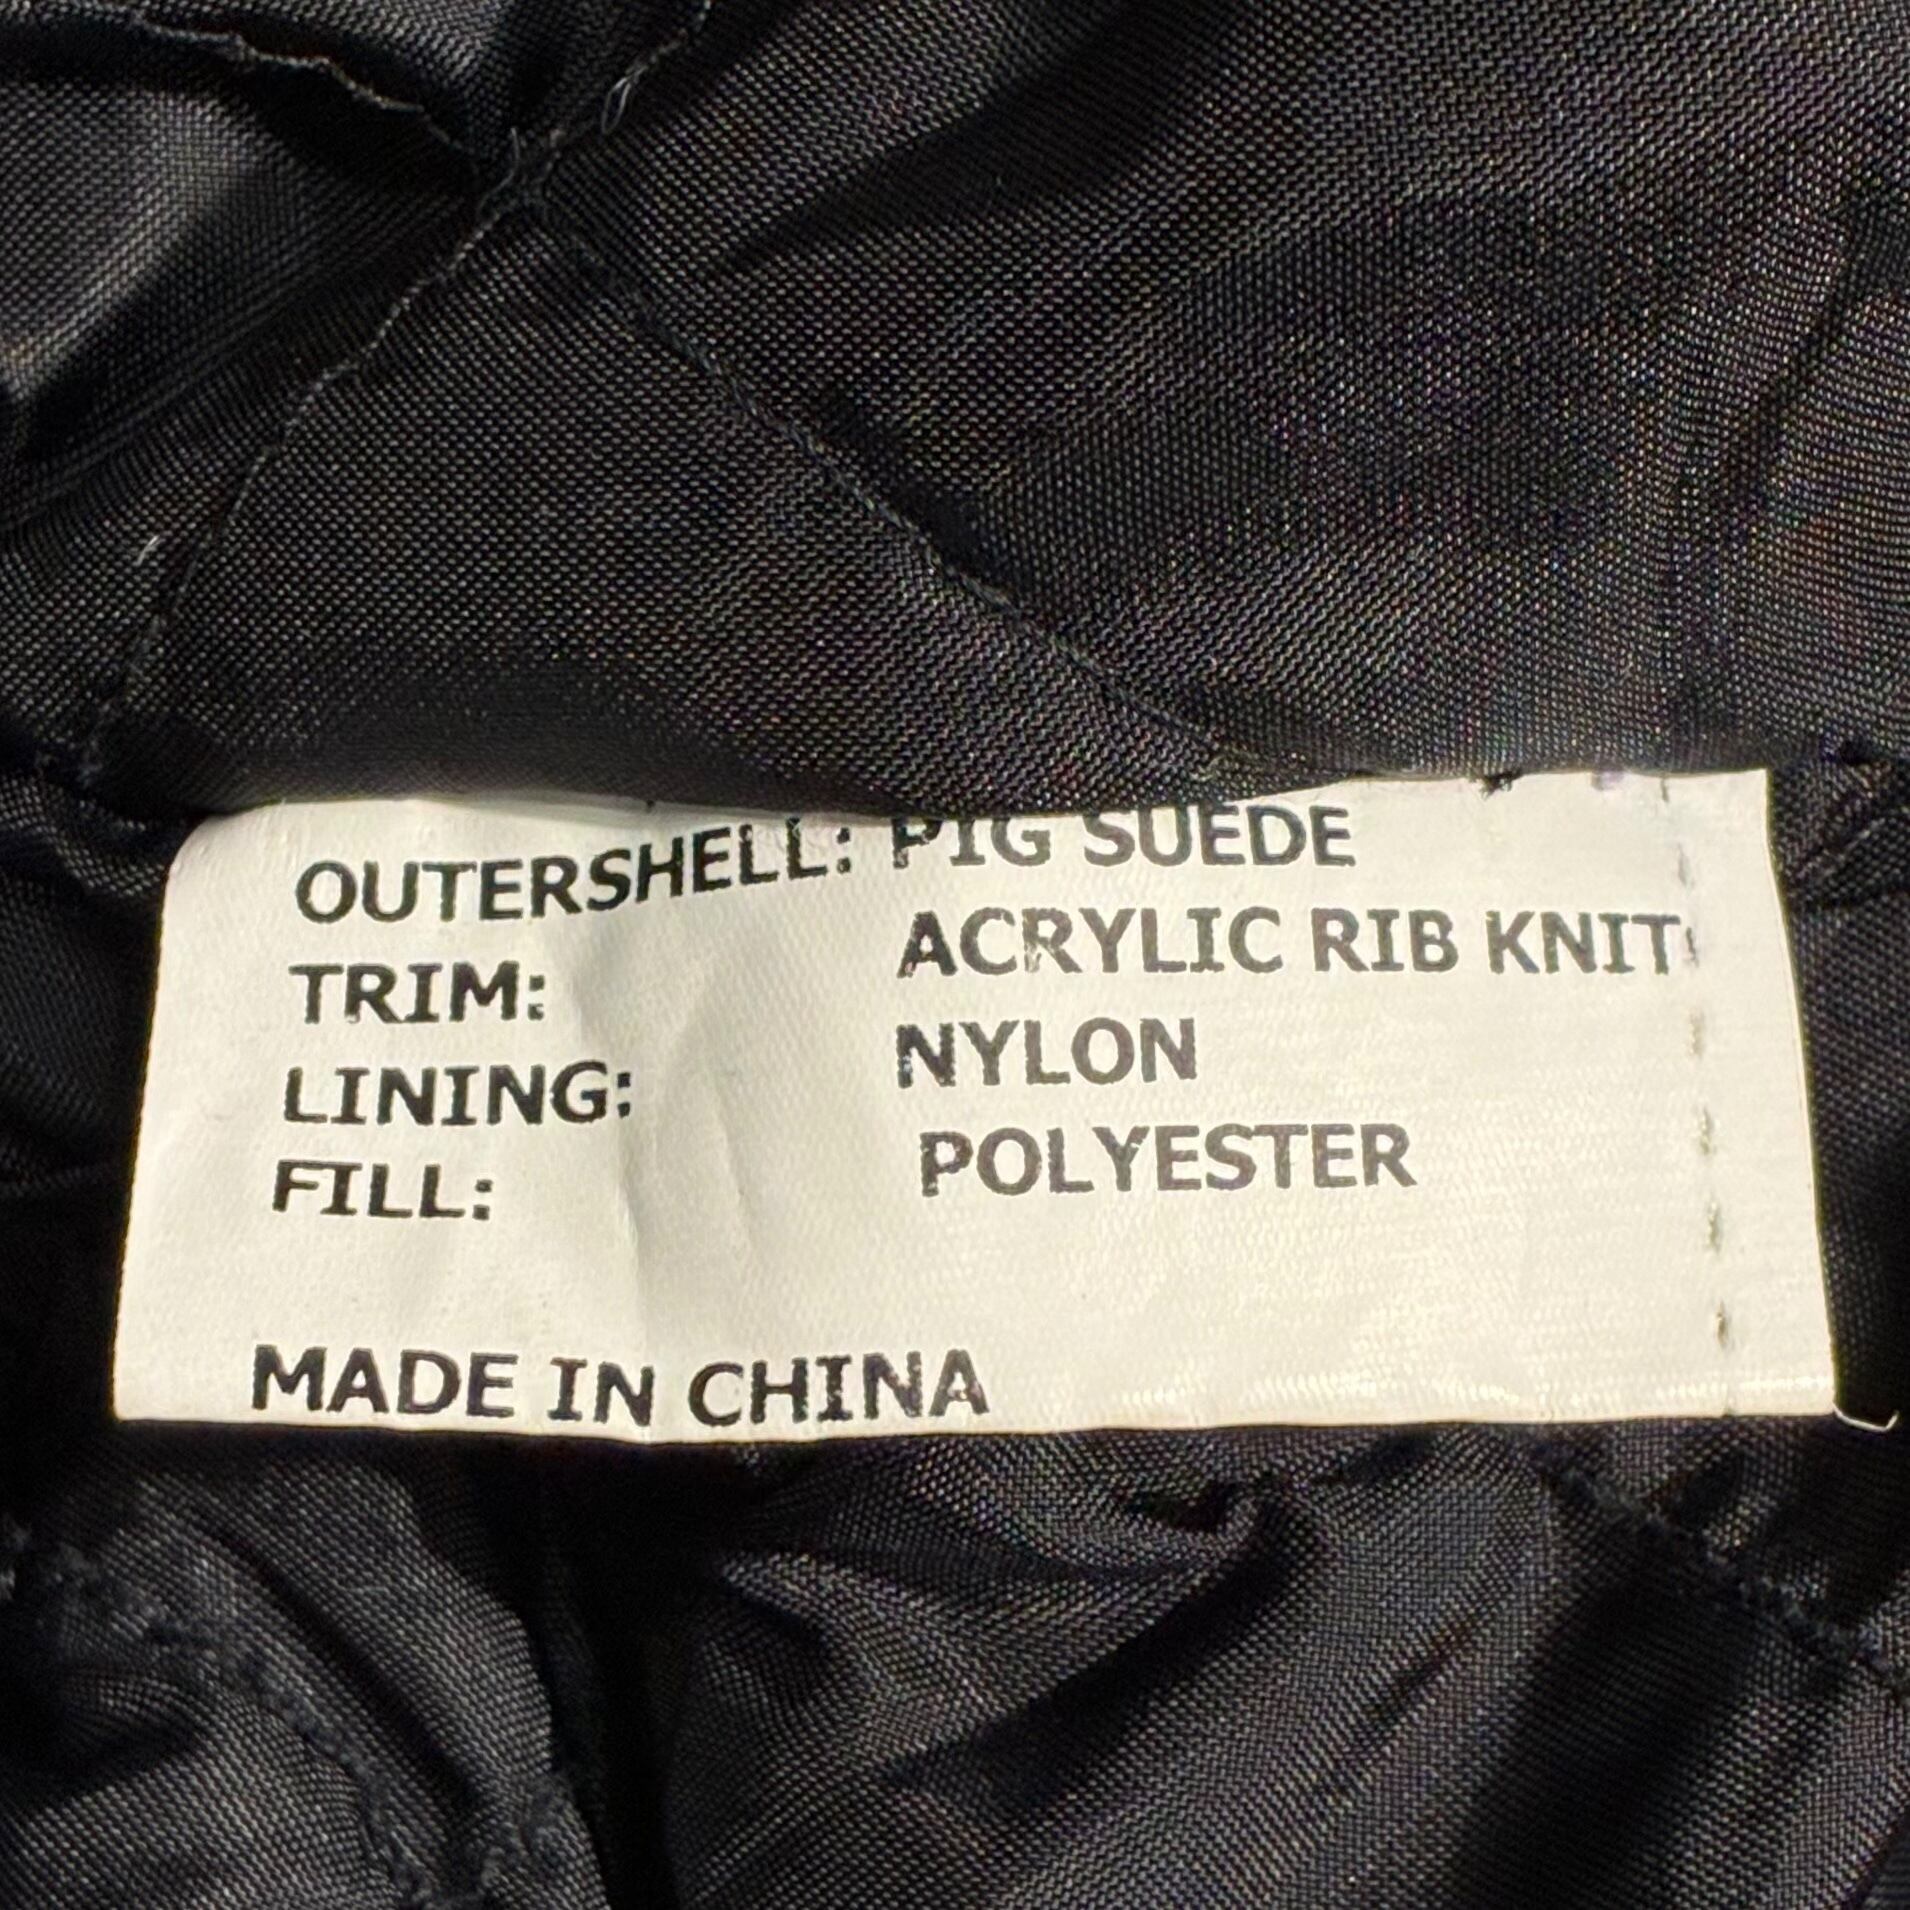 OUTERSHELL: PIG SUEDE
TRIM: ACRYLIC RIB KNIT
LINING: NYLON
FILL: POLYESTER
MADE IN CHINA